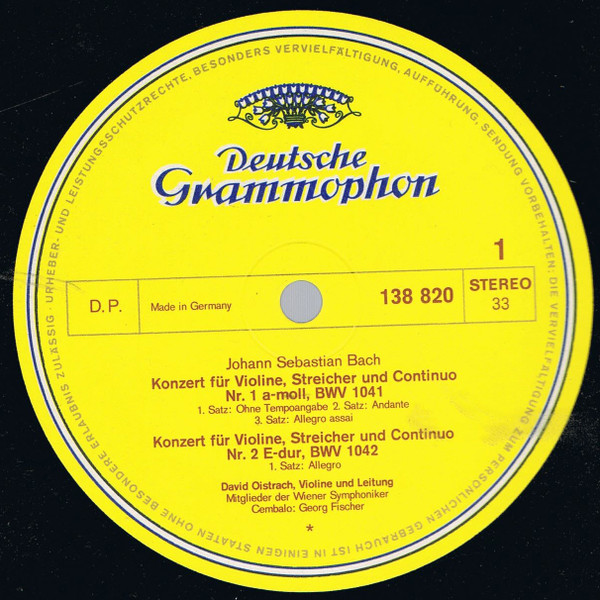 URHEBER- UND LEISTUNGSSCHUTZRECHTE, BESONDERS VERVIELFÄLTIGUNG, AUFFÜHRUNG, SENDUNG VORBEHALTEN; DIE VERVIELFÄLTIGUNG ZUM PERSÖNLICHEN GEBRAUCH IST IN EINIGEN STAATEN OHNE BESONDERE ERLAUBNIS ZULÄSSIG ·
Deutsche
Grammophon
1
D.P.
Made in Germany
138 820
STEREO
33
Johann Sebastian Bach
Konzert für Violine, Streicher und Continuo
Nr. 1 a-moll, BWV 1041
1. Satz: Ohne Tempoangabe 2. Satz: Andante
3. Satz: Allegro assai
Konzert für Violine, Streicher und Continuo
Nr. 2 E-dur, BWV 1042
1. Satz: Allegro
David Oistrach, Violine und Leitung
Mitglieder der Wiener Symphoniker
Cembalo: Georg Fischer
*